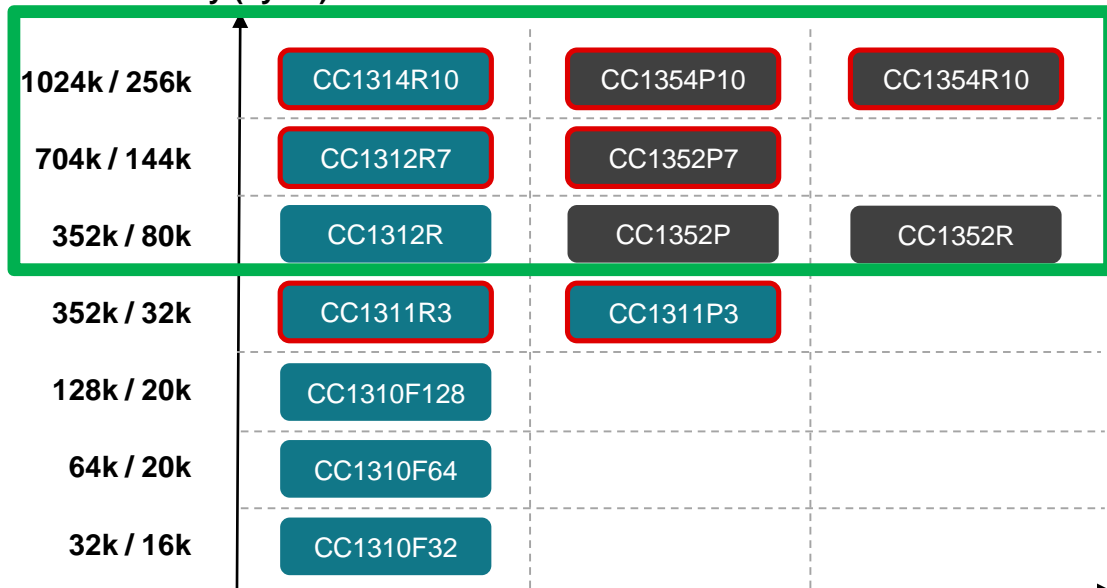 1024k / 256k CC1314R10 CC1354P10 CC1354R10
704k / 144k CC1312R7 CC1352P7
352k / 80k CC1312R CC1352P CC1352R
352k / 32k CC1311R3 CC1311P3
128k / 20k CC1310F128
64k / 20k CC1310F64
32k / 16k CC1310F32